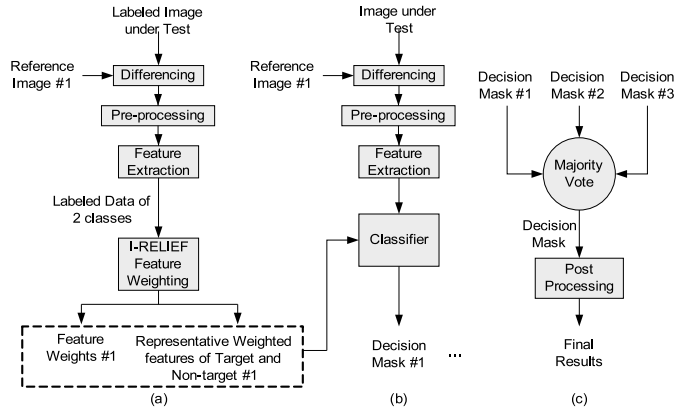 Labeled Image
under Test
Reference
Image #1
Differencing
Pre-processing
Feature
Extraction
Labeled Data of
2 classes
I-RELIEF
Feature
Weighting
Feature
Weights #1
Representative Weighted
features of Target and
Non-target #1
(a)
Image under
Test
Reference
Image #1
Differencing
Pre-processing
Feature
Extraction
Classifier
Decision
Mask #1
...
(b)
Decision
Mask #1
Decision
Mask #2
Decision
Mask #3
Majority
Vote
Decision
Mask
Post
Processing
Final
Results
(c)